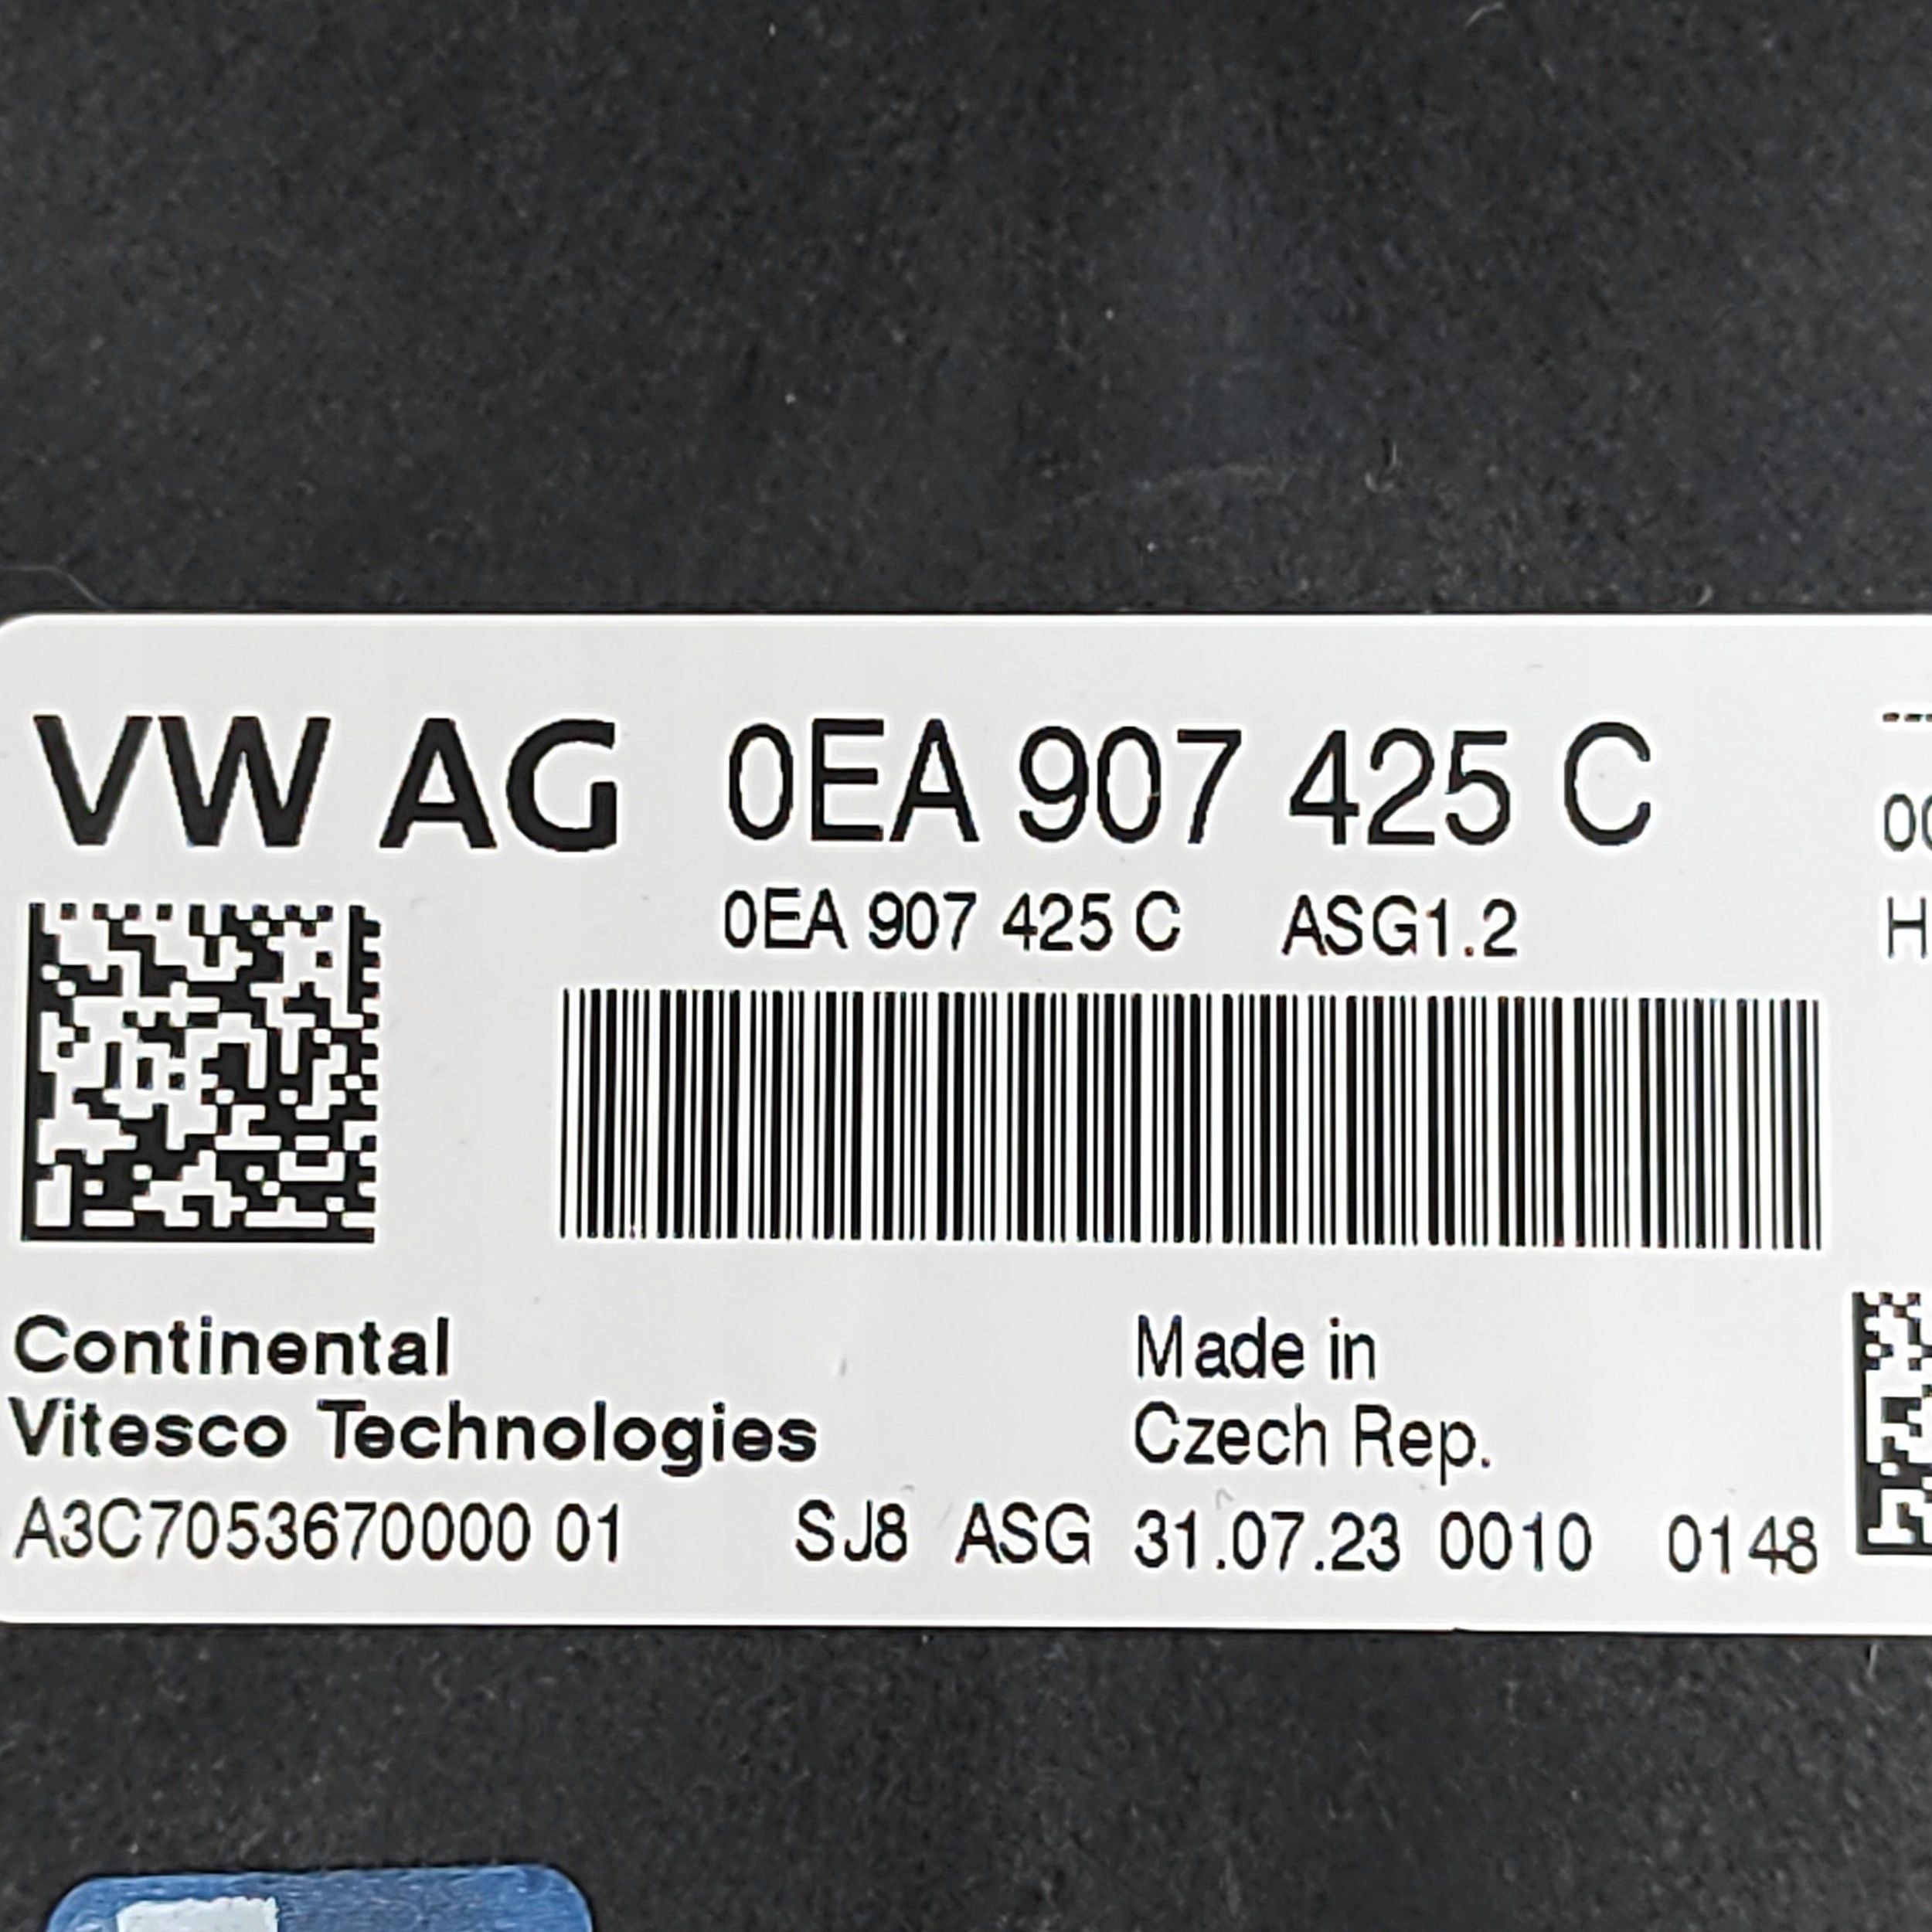 VW AG 0EA 907 425 C
0EA 907 425 C ASG1.2
Continental
Vitesco Technologies
A3C7053670000 01
Made in
Czech Rep.
SJ8 ASG 31.07.23 0010 0148
---
H